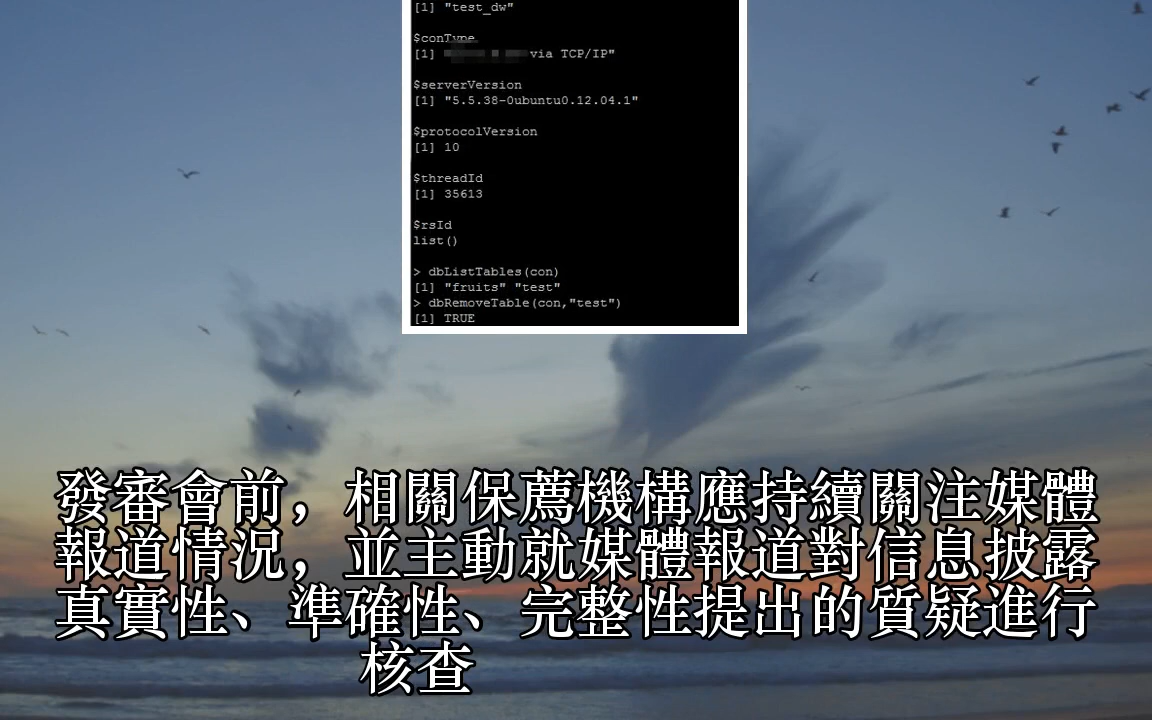 [1] "test_dw"
$conType
[1] via TCP/IP"
$serverVersion
[1] "5.5.38-0ubuntu0.12.04.1"
$protocolVersion
[1] 10
$threadId
[1] 35613
$rsId
list()
> dbListTables(con)
[1] "fruits" "test"
> dbRemoveTable(con,"test")
[1] TRUE
發審會前，相關保薦機構應持續關注媒體
報道情況，並主動就媒體報道對信息披露
真實性、準確性、完整性提出的質疑進行
核查